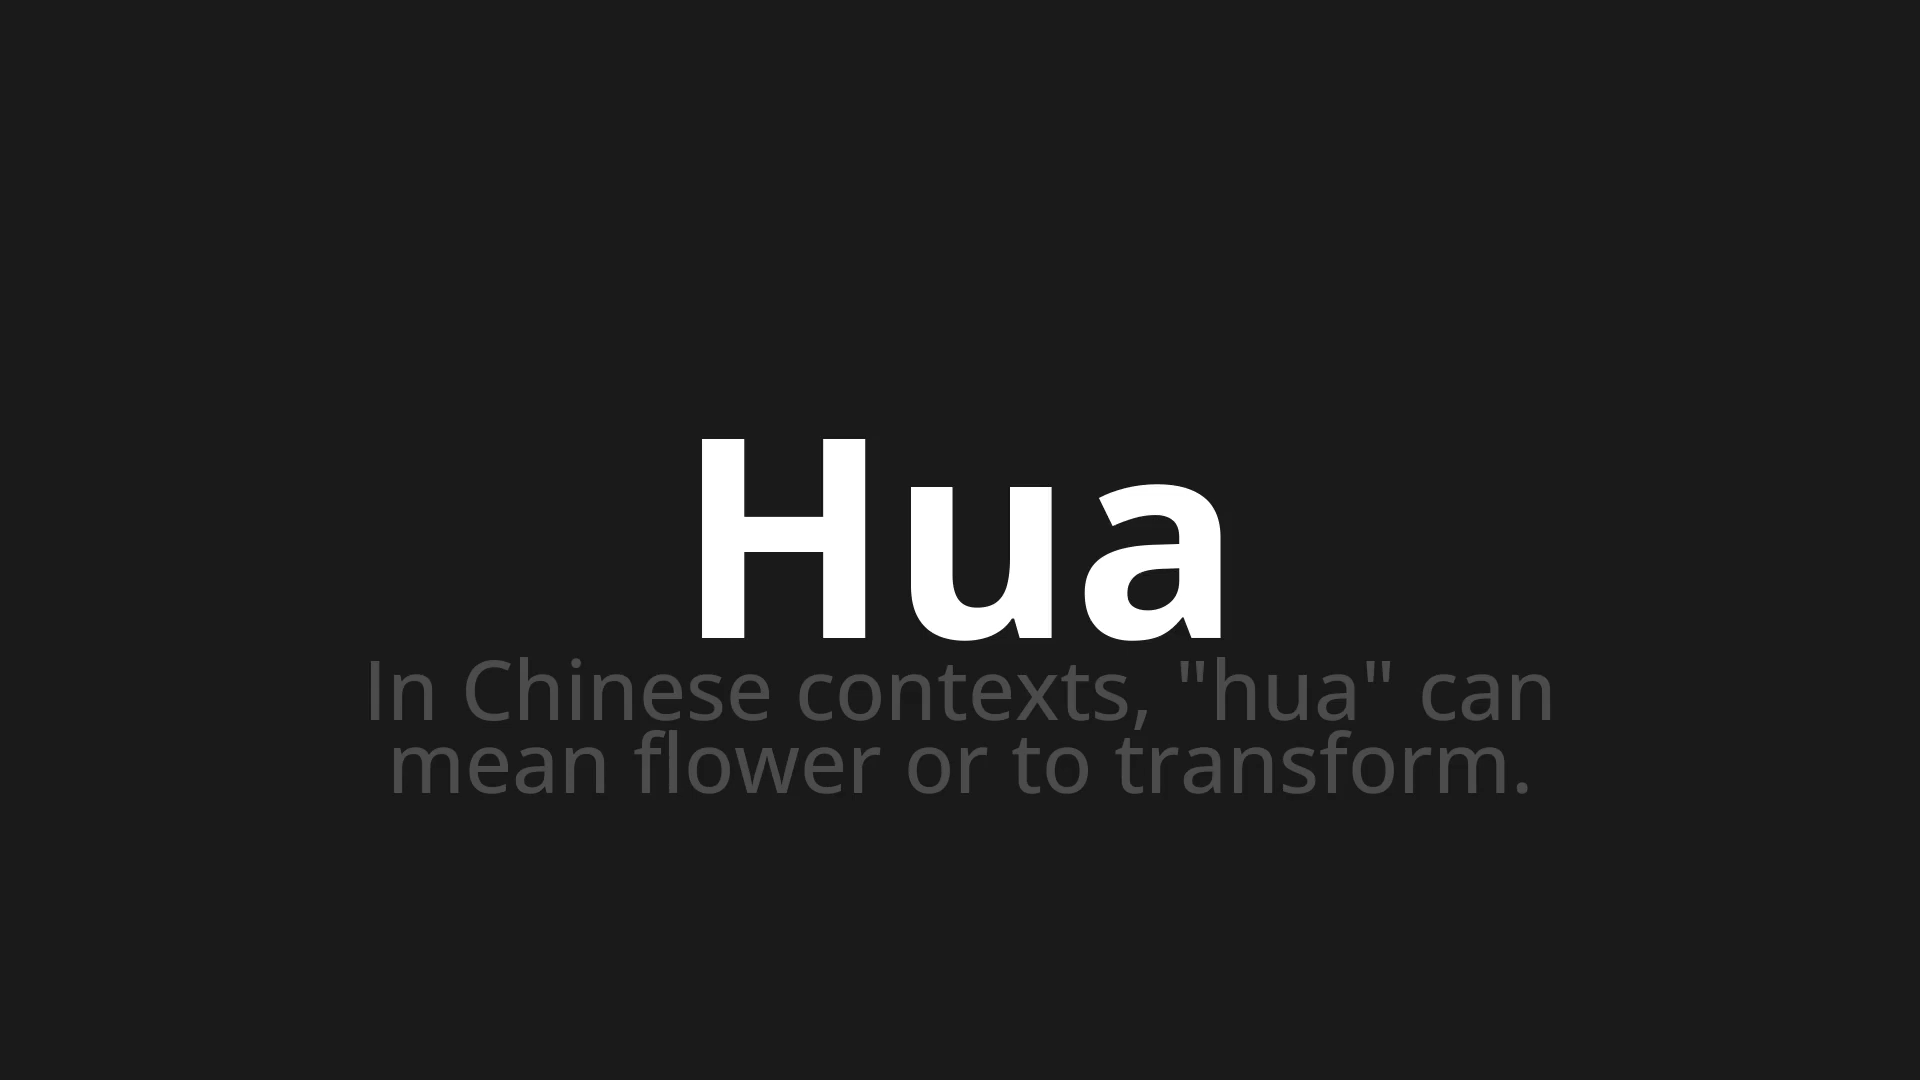 Hua
In Chinese contexts, "hua" can
mean flower or to transform.